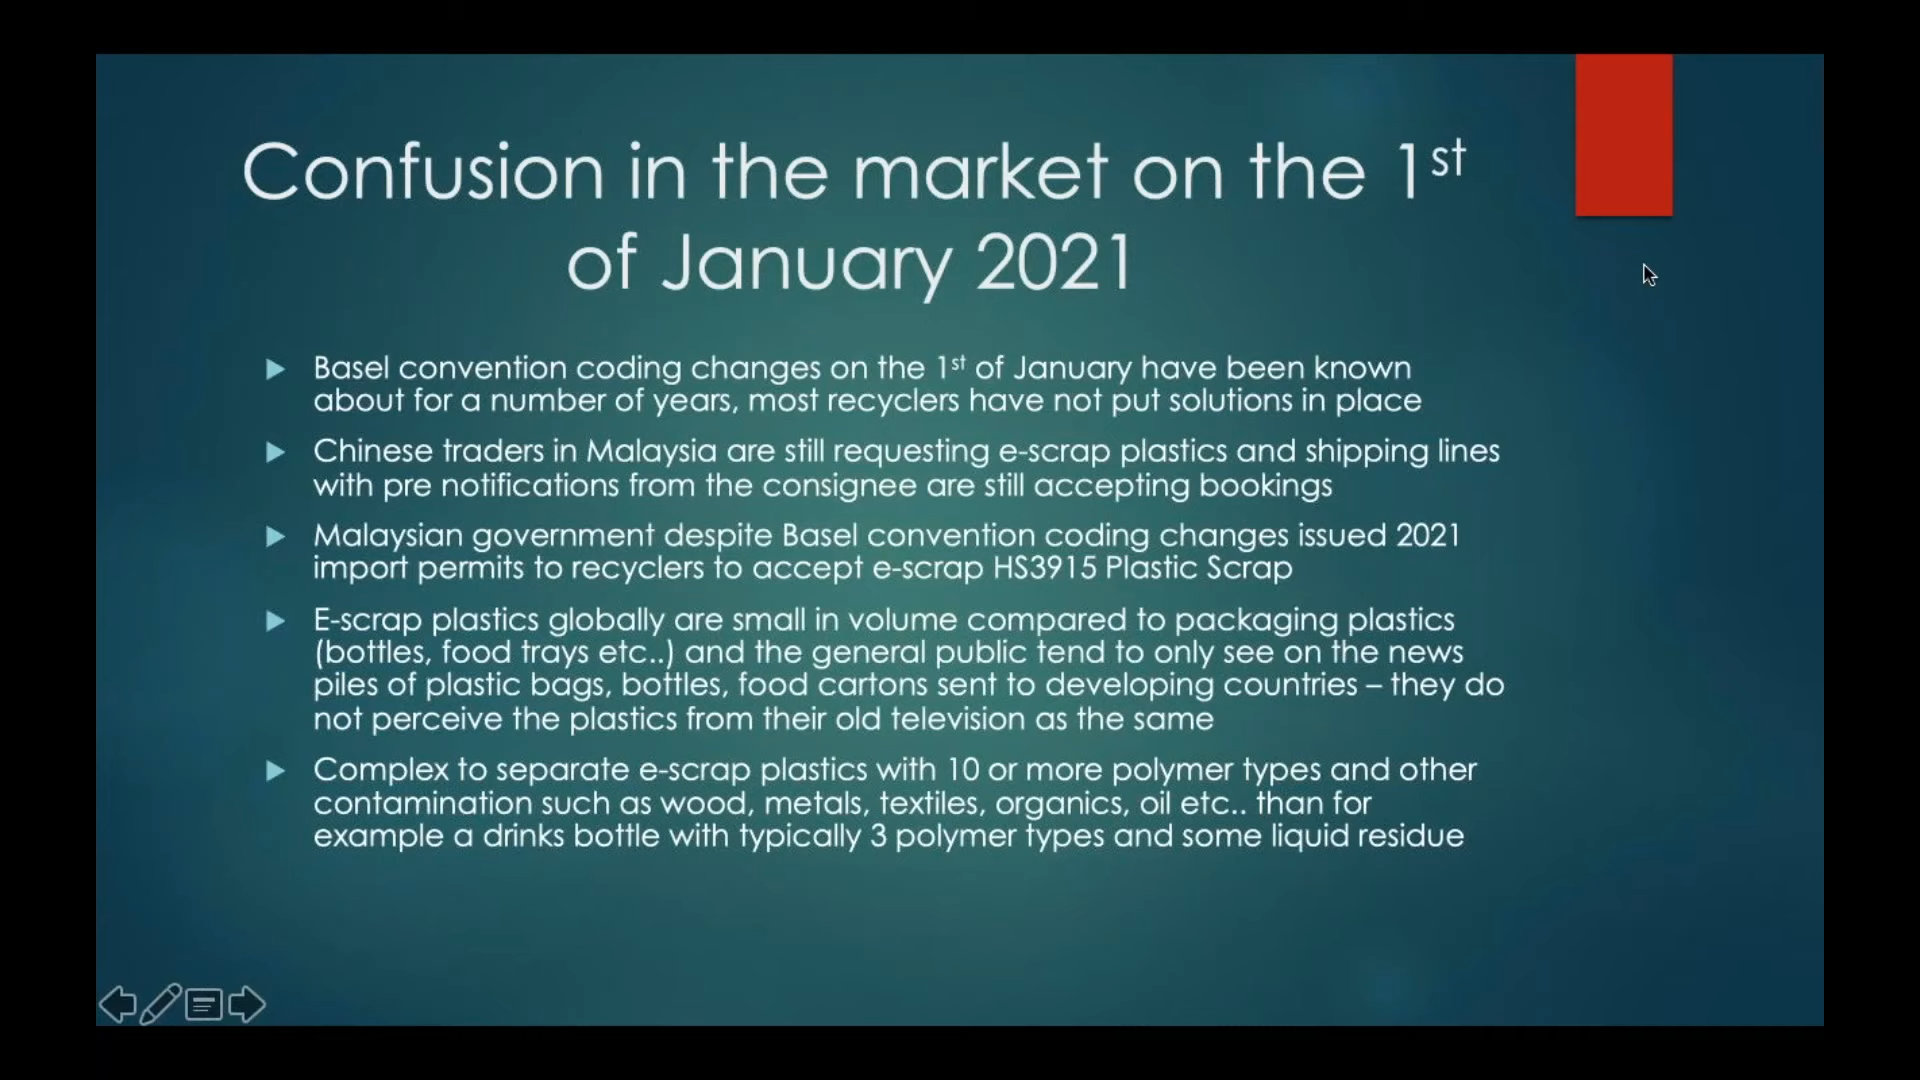 Confusion in the market on the 1st
of January 2021
Basel convention coding changes on the 1st of January have been known
about for a number of years, most recyclers have not put solutions in place
Chinese traders in Malaysia are still requesting e-scrap plastics and shipping lines
with pre notifications from the consignee are still accepting bookings
Malaysian government despite Basel convention coding changes issued 2021
import permits to recyclers to accept e-scrap HS3915 Plastic Scrap
E-scrap plastics globally are small in volume compared to packaging plastics
(bottles, food trays etc..) and the general public tend to only see on the news
piles of plastic bags, bottles, food cartons sent to developing countries – they do
not perceive the plastics from their old television as the same
Complex to separate e-scrap plastics with 10 or more polymer types and other
contamination such as wood, metals, textiles, organics, oil etc.. than for
example a drinks bottle with typically 3 polymer types and some liquid residue